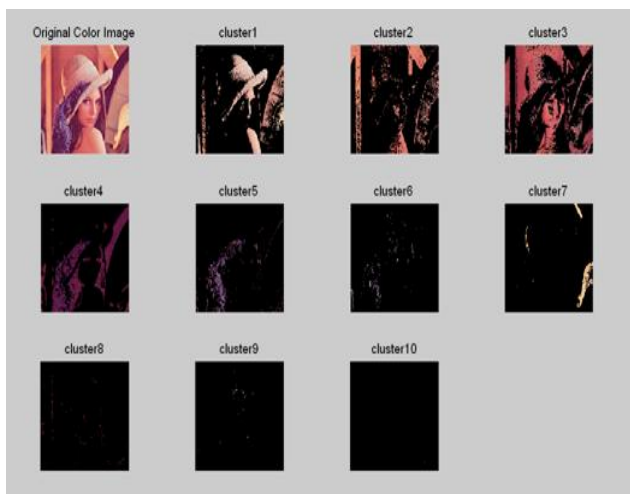 Original Color Image
cluster1
cluster2
cluster3
cluster4
cluster5
cluster6
cluster7
cluster8
cluster9
cluster10